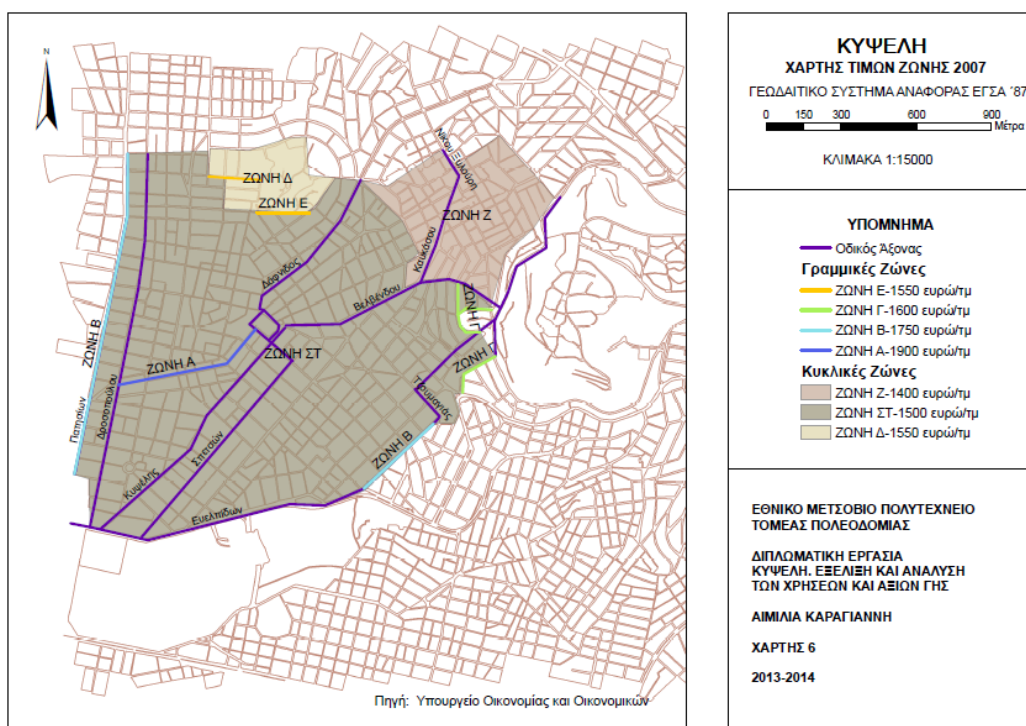 N
ΖΩΝΗ Δ
ΖΩΝΗ Ε
Νίκου Ξυλούρη
ΖΩΝΗ Ζ
Καυκάσου
Δάφνιδος
Βελβένδου
ΖΩΝΗ Γ
ΖΩΝΗ Β
ΖΩΝΗ Α
ΖΩΝΗ ΣΤ
ΖΩΝΗ Γ
Πατησίων
Δροσοπούλου
Κυψέλης
Σπετσών
ΖΩΝΗ Β
Ευελπίδων
Πηγή: Υπουργείο Οικονομίας και Οικονομικών
ΚΥΨΕΛΗ
ΧΑΡΤΗΣ ΤΙΜΩΝ ΖΩΝΗΣ 2007
ΓΕΩΔΑΙΤΙΚΟ ΣΥΣΤΗΜΑ ΑΝΑΦΟΡΑΣ ΕΓΣΑ ΄87
0 150 300 600 900
Μέτρα
ΚΛΙΜΑΚΑ 1:15000
ΥΠΟΜΝΗΜΑ
Οδικός Άξονας
Γραμμικές Ζώνες
ΖΩΝΗ Ε-1550 ευρώ/τμ
ΖΩΝΗ Γ-1600 ευρώ/τμ
ΖΩΝΗ Β-1750 ευρώ/τμ
ΖΩΝΗ Α-1900 ευρώ/τμ
Κυκλικές Ζώνες
ΖΩΝΗ Ζ-1400 ευρώ/τμ
ΖΩΝΗ ΣΤ-1500 ευρώ/τμ
ΖΩΝΗ Δ-1550 ευρώ/τμ
ΕΘΝΙΚΟ ΜΕΤΣΟΒΙΟ ΠΟΛΥΤΕΧΝΕΙΟ
ΤΟΜΕΑΣ ΠΟΛΕΟΔΟΜΙΑΣ
ΔΙΠΛΩΜΑΤΙΚΗ ΕΡΓΑΣΙΑ
ΚΥΨΕΛΗ. ΕΞΕΛΙΞΗ ΚΑΙ ΑΝΑΛΥΣΗ
ΤΩΝ ΧΡΗΣΕΩΝ ΚΑΙ ΑΞΙΩΝ ΓΗΣ
ΑΙΜΙΛΙΑ ΚΑΡΑΓΙΑΝΝΗ
ΧΑΡΤΗΣ 6
2013-2014